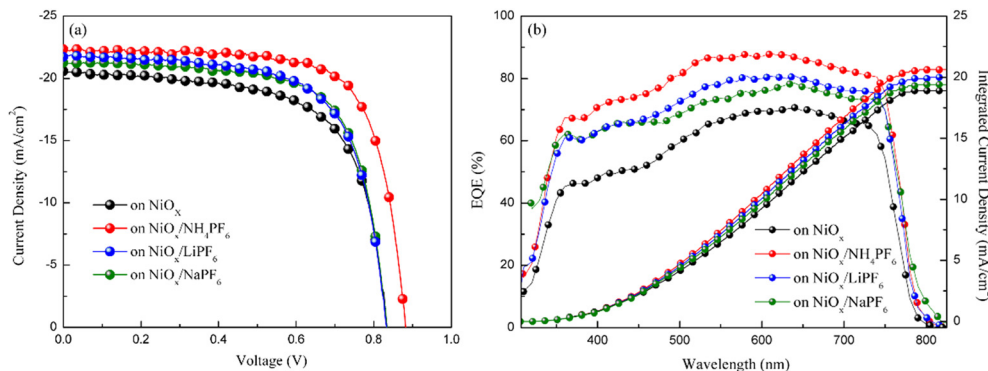 (a)
Current Density (mA/cm²)
-25
-20
-15
-10
-5
0
on NiOₓ
on NiOₓ/NH₄PF₆
on NiOₓ/LiPF₆
on NiOₓ/NaPF₆
0.0 0.2 0.4 0.6 0.8 1.0
Voltage (V)
(b)
EQE (%)
100
80
60
40
20
0
on NiOₓ
on NiOₓ/NH₄PF₆
on NiOₓ/LiPF₆
on NiOₓ/NaPF₆
400 500 600 700 800
Wavelength (nm)
25
20
15
10
5
0
Integrated Current Density (mA/cm²)